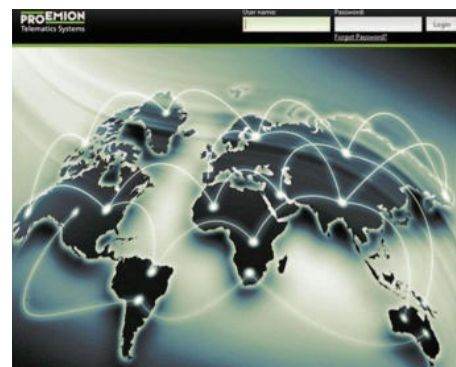 PROEMION
Telematics Systems
User name:
Password:
Login
Forgot Password?